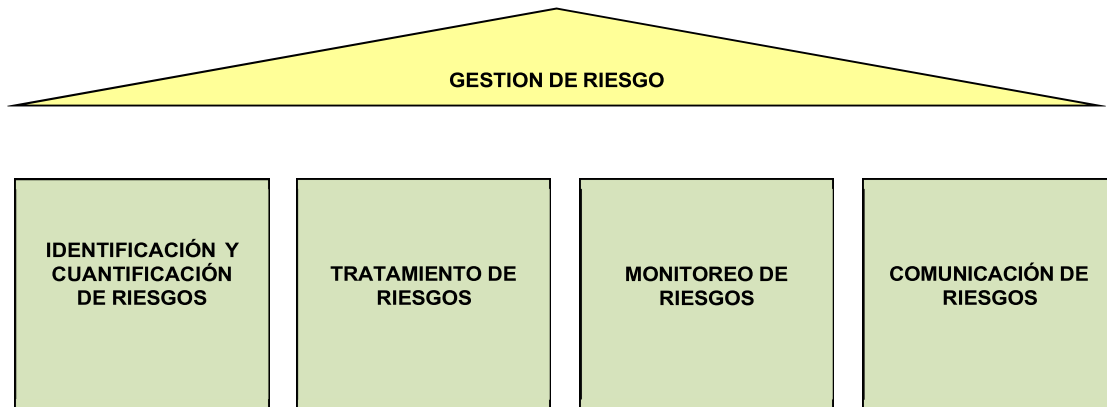 GESTION DE RIESGO
IDENTIFICACIÓN Y
CUANTIFICACIÓN
DE RIESGOS
TRATAMIENTO DE
RIESGOS
MONITOREO DE
RIESGOS
COMUNICACIÓN DE
RIESGOS